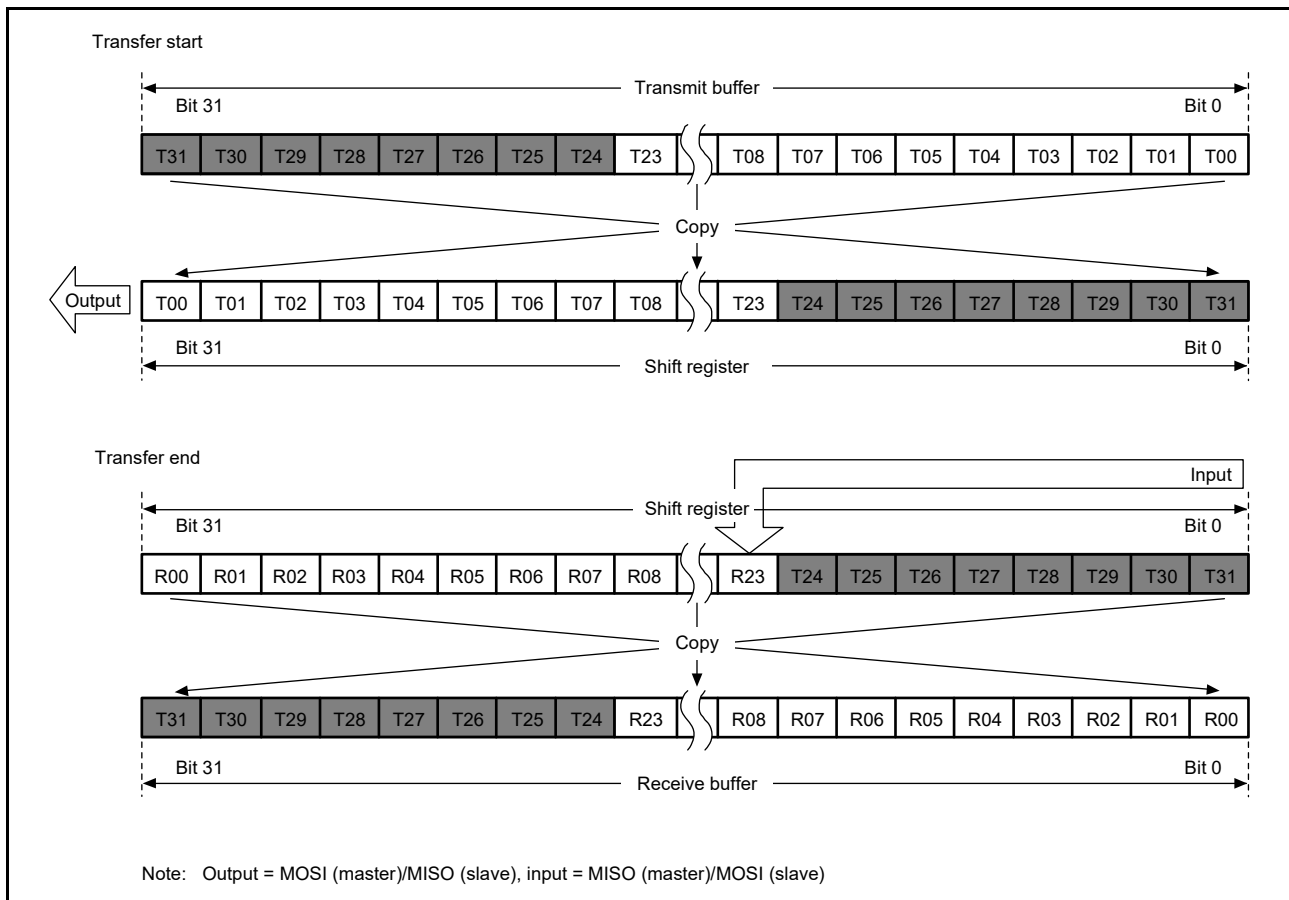 Transfer start
Transmit buffer
Bit 31 Bit 0
T31 T30 T29 T28 T27 T26 T25 T24 T23 T08 T07 T06 T05 T04 T03 T02 T01 T00
Copy
Output T00 T01 T02 T03 T04 T05 T06 T07 T08 T23 T24 T25 T26 T27 T28 T29 T30 T31
Bit 31 Bit 0
Shift register
Transfer end
Input
Shift register
Bit 31 Bit 0
R00 R01 R02 R03 R04 R05 R06 R07 R08 R23 T24 T25 T26 T27 T28 T29 T30 T31
Copy
T31 T30 T29 T28 T27 T26 T25 T24 R23 R08 R07 R06 R05 R04 R03 R02 R01 R00
Bit 31 Bit 0
Receive buffer
Note: Output = MOSI (master)/MISO (slave), input = MISO (master)/MOSI (slave)